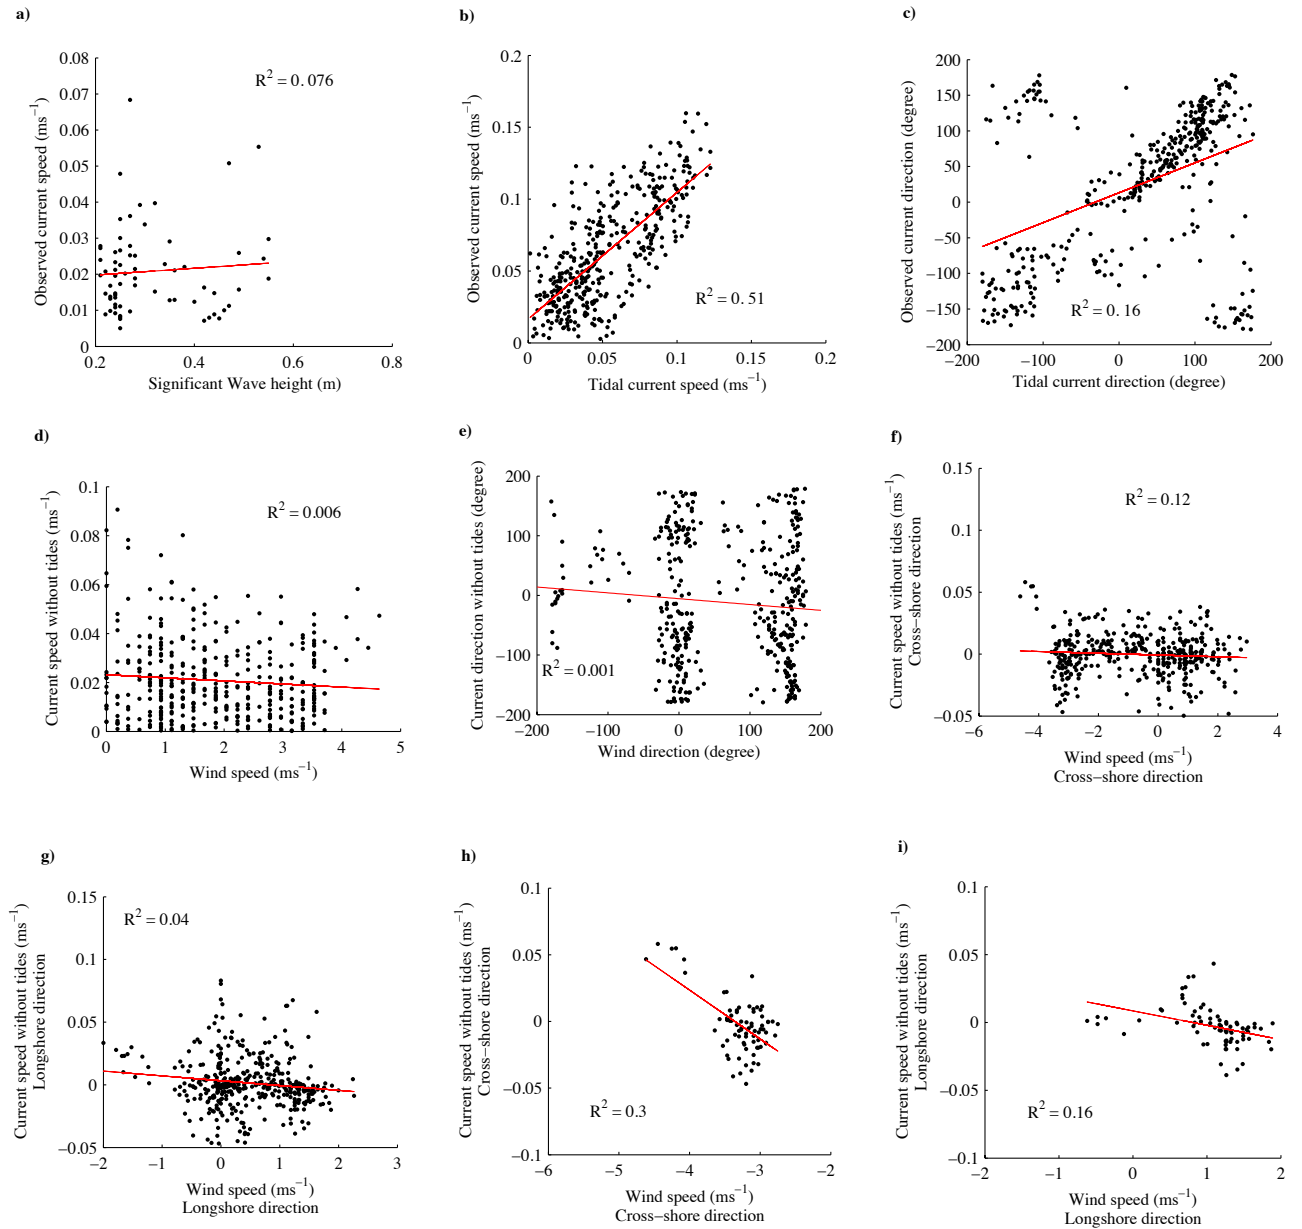 a)
R² = 0.076
Observed current speed (ms⁻¹)
0.08
0.07
0.06
0.05
0.04
0.03
0.02
0.01
0
0.2
0.4
0.6
0.8
Significant Wave height (m)
b)
R² = 0.51
Observed current speed (ms⁻¹)
0.2
0.15
0.1
0.05
0
0
0.05
0.1
0.15
0.2
Tidal current speed (ms⁻¹)
c)
R² = 0.16
Observed current direction (degree)
200
150
100
50
0
−50
−100
−150
−200
−200
−100
0
100
200
Tidal current direction (degree)
d)
R² = 0.006
Current speed without tides (ms⁻¹)
0.1
0.08
0.06
0.04
0.02
0
0
1
2
3
4
5
Wind speed (ms⁻¹)
e)
R² = 0.001
Current direction without tides (degree)
200
100
0
−100
−200
−200
−100
0
100
200
Wind direction (degree)
f)
R² = 0.12
Current speed without tides (ms⁻¹)
Cross−shore direction
0.15
0.1
0.05
0
−0.05
−6
−4
−2
0
2
4
Wind speed (ms⁻¹)
Cross−shore direction
g)
R² = 0.04
Current speed without tides (ms⁻¹)
Longshore direction
0.15
0.1
0.05
0
−0.05
−2
−1
0
1
2
3
Wind speed (ms⁻¹)
Longshore direction
h)
R² = 0.3
Current speed without tides (ms⁻¹)
Cross−shore direction
0.1
0.05
0
−0.05
−0.1
−6
−5
−4
−3
−2
Wind speed (ms⁻¹)
Cross−shore direction
i)
R² = 0.16
Current speed without tides (ms⁻¹)
Longshore direction
0.1
0.05
0
−0.05
−0.1
−2
−1
0
1
2
Wind speed (ms⁻¹)
Longshore direction